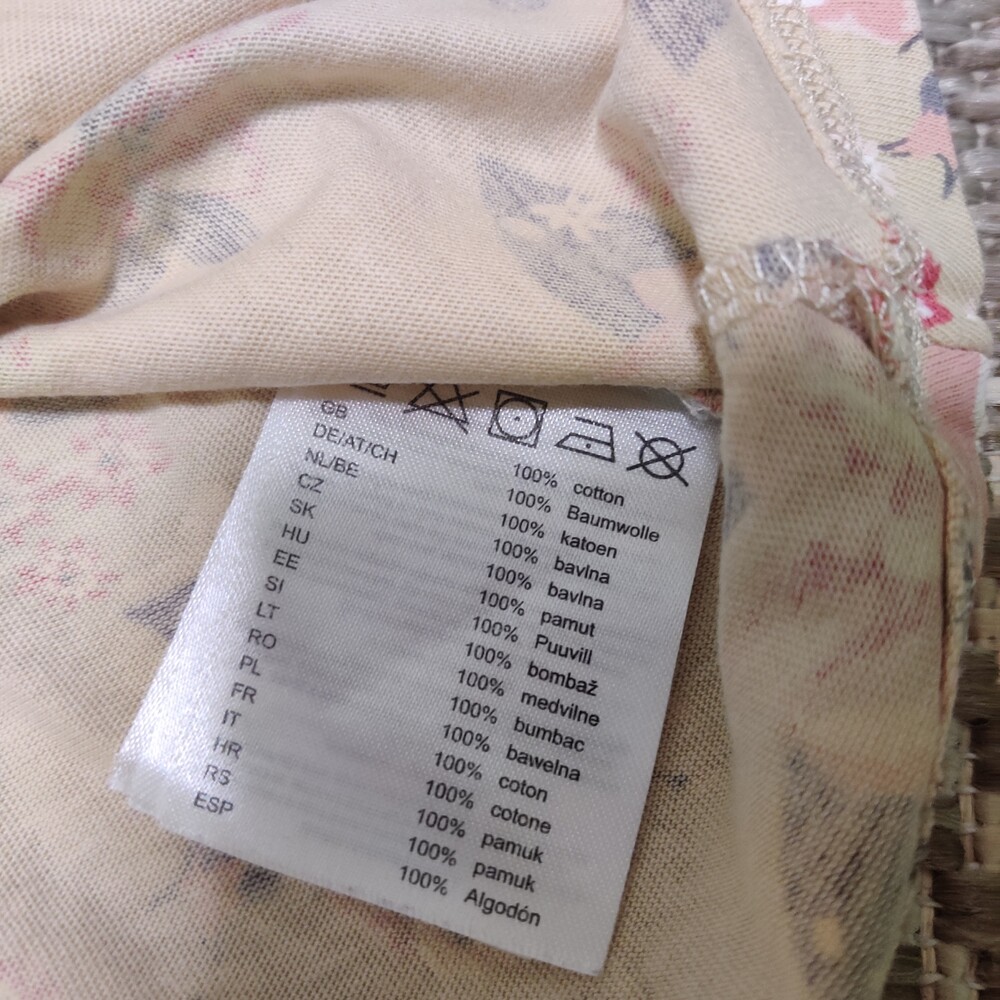 GB 100% cotton
DE/AT/CH 100% Baumwolle
NL/BE 100% katoen
CZ 100% bavlna
SK 100% bavlna
HU 100% pamut
EE 100% Puuvill
SI 100% bombaž
LT 100% medvilne
RO 100% bumbac
PL 100% bawełna
FR 100% coton
IT 100% cotone
HR 100% pamuk
RS 100% pamuk
ESP 100% Algodón